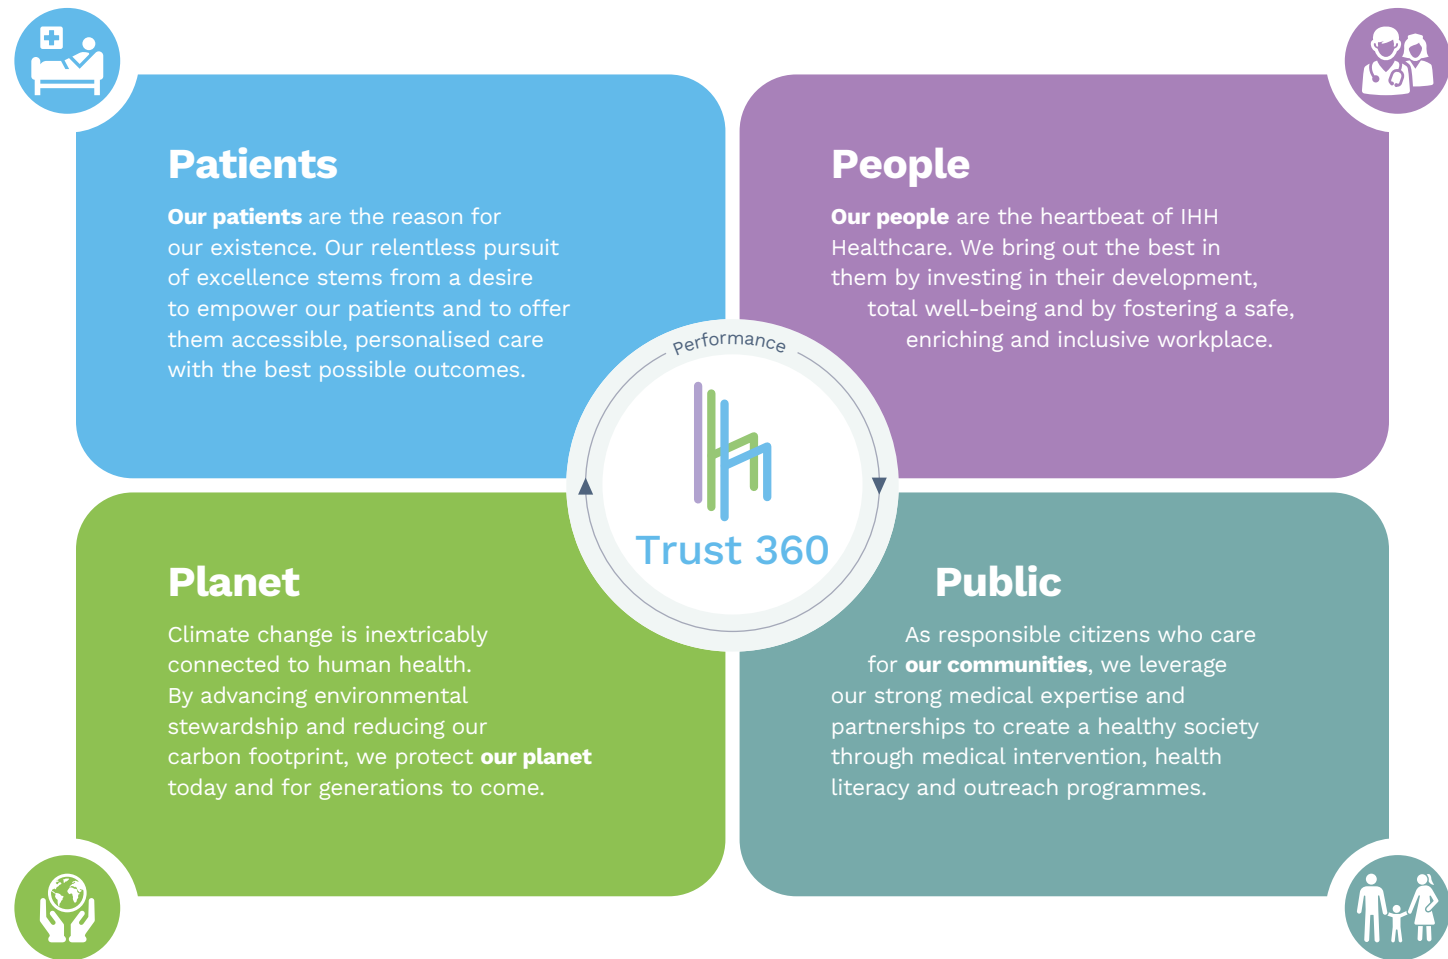 Patients
Our patients are the reason for
our existence. Our relentless pursuit
of excellence stems from a desire
to empower our patients and to offer
them accessible, personalised care
with the best possible outcomes.
People
Our people are the heartbeat of IHH
Healthcare. We bring out the best in
them by investing in their development,
total well-being and by fostering a safe,
enriching and inclusive workplace.
Performance
Trust 360
Planet
Climate change is inextricably
connected to human health.
By advancing environmental
stewardship and reducing our
carbon footprint, we protect our planet
today and for generations to come.
Public
As responsible citizens who care
for our communities, we leverage
our strong medical expertise and
partnerships to create a healthy society
through medical intervention, health
literacy and outreach programmes.